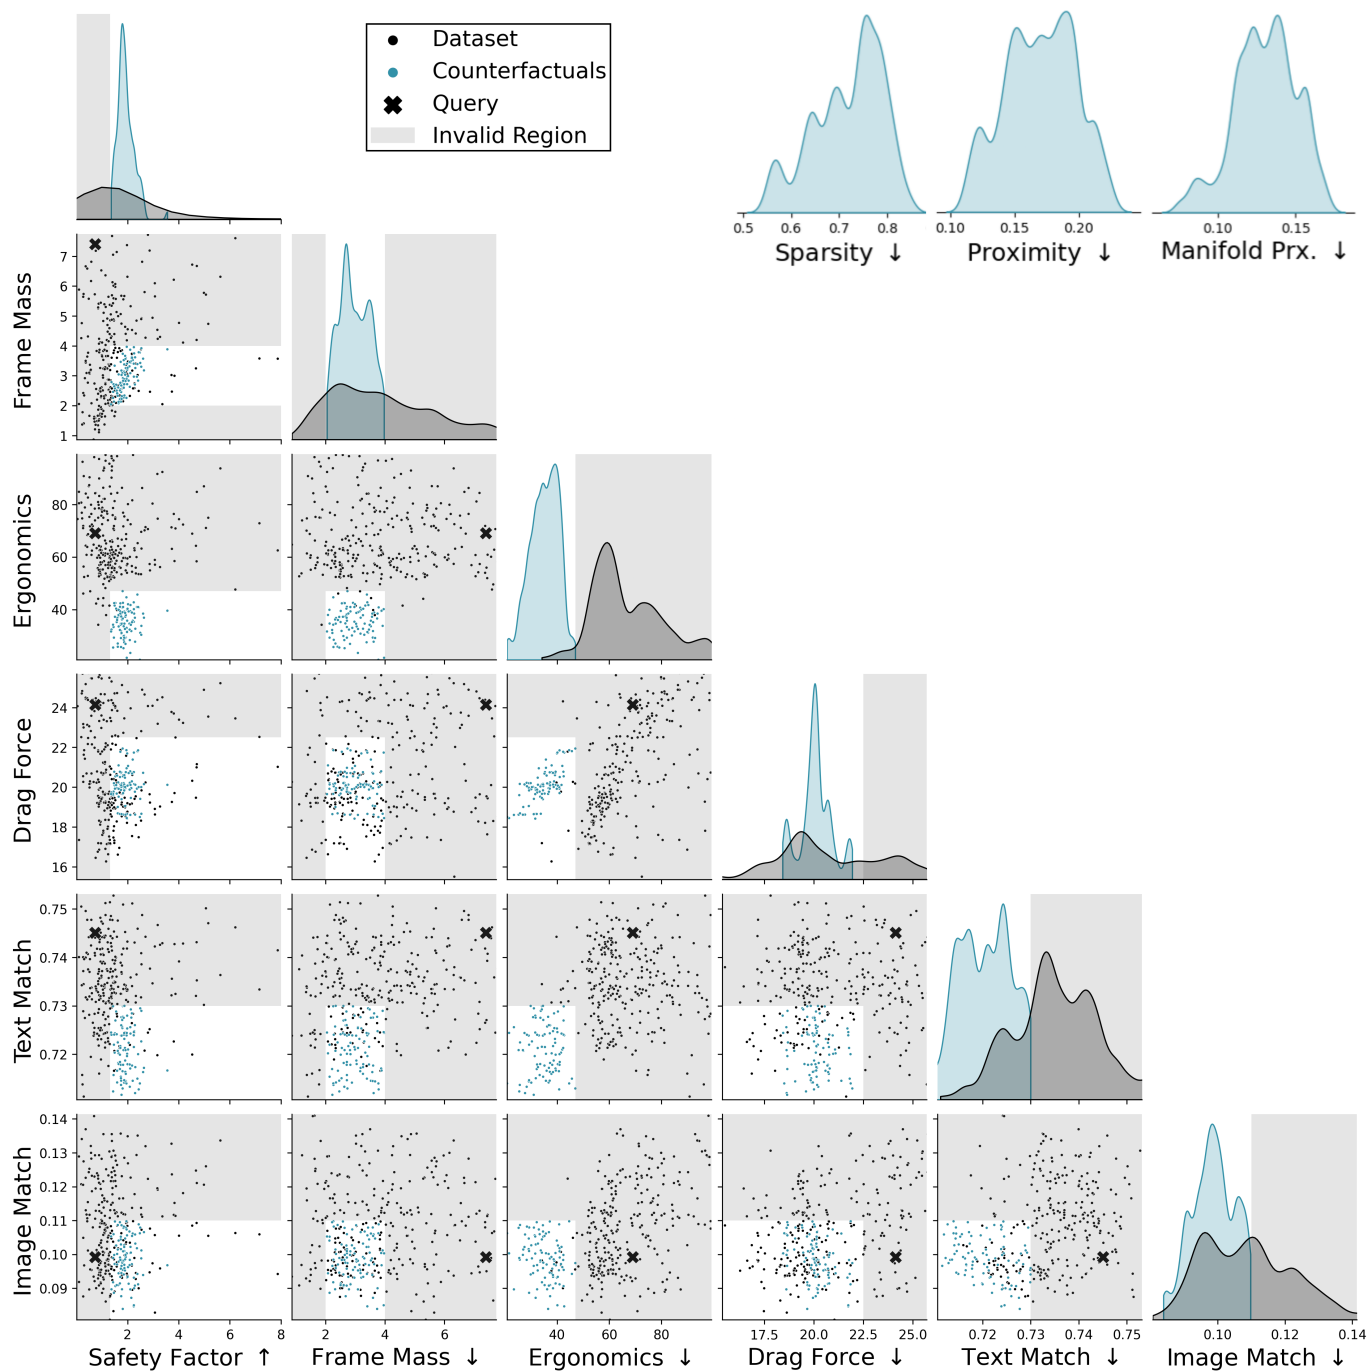 Dataset
Counterfactuals
Query
Invalid Region
0.5 0.6 0.7 0.8
Sparsity ↓
0.10 0.15 0.20
Proximity ↓
0.10 0.15
Manifold Prx. ↓
Frame Mass
7
6
5
4
3
2
1
Ergonomics
80
60
40
Drag Force
24
22
20
18
16
Text Match
0.75
0.74
0.73
0.72
Image Match
0.14
0.13
0.12
0.11
0.10
0.09
2 4 6 8
Safety Factor ↑
2 4 6
Frame Mass ↓
40 60 80
Ergonomics ↓
17.5 20.0 22.5 25.0
Drag Force ↓
0.72 0.73 0.74 0.75
Text Match ↓
0.10 0.12 0.14
Image Match ↓